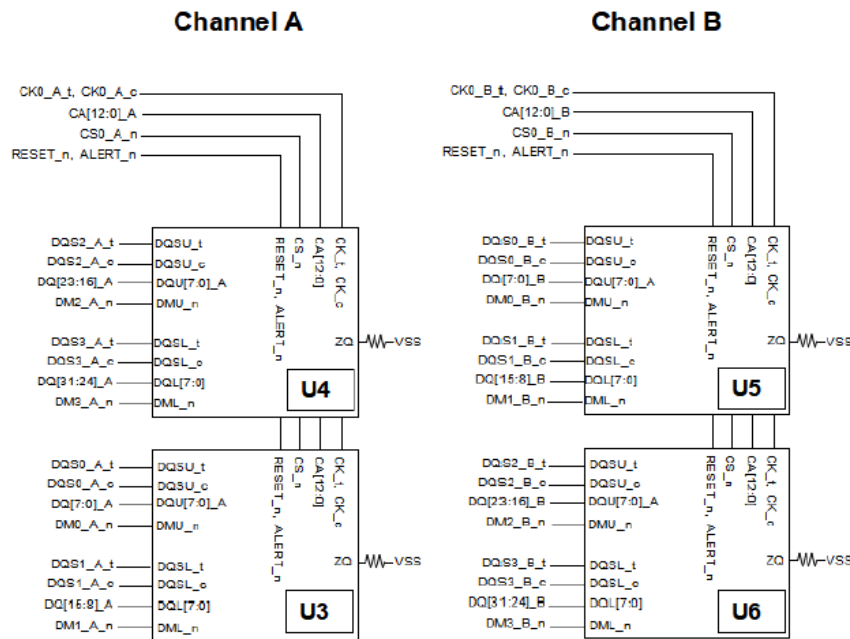 Channel A
CK0_A_t, CK0_A_c
CA[12:0]_A
CS0_A_n
RESET_n, ALERT_n
DQS2_A_t
DQS2_A_c
DQ[23:16]_A
DM2_A_n
DQS3_A_t
DQS3_A_c
DQ[31:24]_A
DM3_A_n
DQSU_t
DQSU_c
DQU[7:0]_A
DMU_n
DQSL_t
DQSL_c
DQL[7:0]
DML_n
RESET_n, ALERT_n
CS_n
CA[12:0]
CK_t, CK_c
ZQ
VSS
U4
DQS0_A_t
DQS0_A_c
DQ[7:0]_A
DM0_A_n
DQS1_A_t
DQS1_A_c
DQ[15:8]_A
DM1_A_n
DQSU_t
DQSU_c
DQU[7:0]_A
DMU_n
DQSL_t
DQSL_c
DQL[7:0]
DML_n
RESET_n, ALERT_n
CS_n
CA[12:0]
CK_t, CK_c
ZQ
VSS
U3
Channel B
CK0_B_t, CK0_B_c
CA[12:0]_B
CS0_B_n
RESET_n, ALERT_n
DQS0_B_t
DQS0_B_c
DQ[7:0]_B
DM0_B_n
DQS1_B_t
DQS1_B_c
DQ[15:8]_B
DM1_B_n
DQSU_t
DQSU_c
DQU[7:0]_A
DMU_n
DQSL_t
DQSL_c
DQL[7:0]
DML_n
RESET_n, ALERT_n
CS_n
CA[12:0]
CK_t, CK_c
ZQ
VSS
U5
DQS2_B_t
DQS2_B_c
DQ[23:16]_B
DM2_B_n
DQS3_B_t
DQS3_B_c
DQ[31:24]_B
DM3_B_n
DQSU_t
DQSU_c
DQU[7:0]_A
DMU_n
DQSL_t
DQSL_c
DQL[7:0]
DML_n
RESET_n, ALERT_n
CS_n
CA[12:0]
CK_t, CK_c
ZQ
VSS
U6